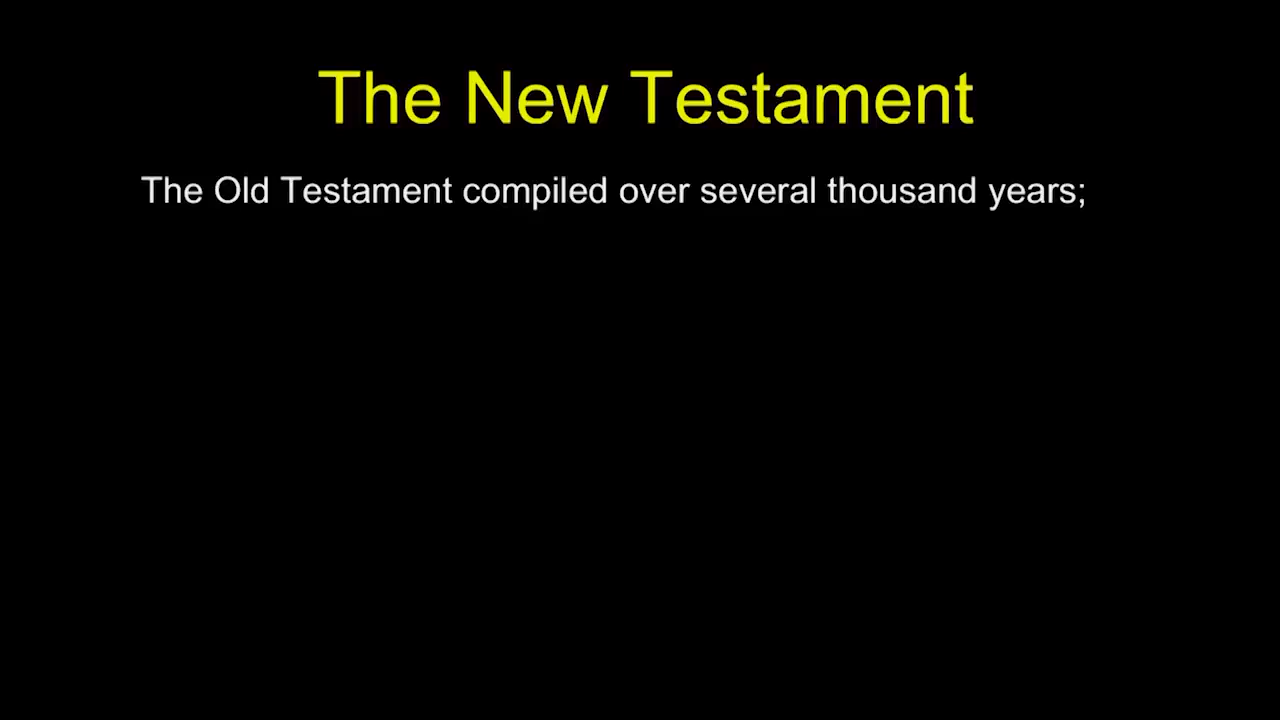 The New Testament
The Old Testament compiled over several thousand years;